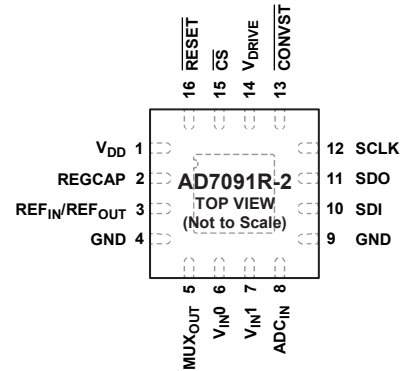 RESET
CS
VDRIVE
CONVST
16 15 14 13
VDD 1
REGCAP 2
REFIN/REFOUT 3
GND 4
AD7091R-2
TOP VIEW
(Not to Scale)
12 SCLK
11 SDO
10 SDI
9 GND
5 6 7 8
MUXOUT
VIN0
VIN1
ADCIN